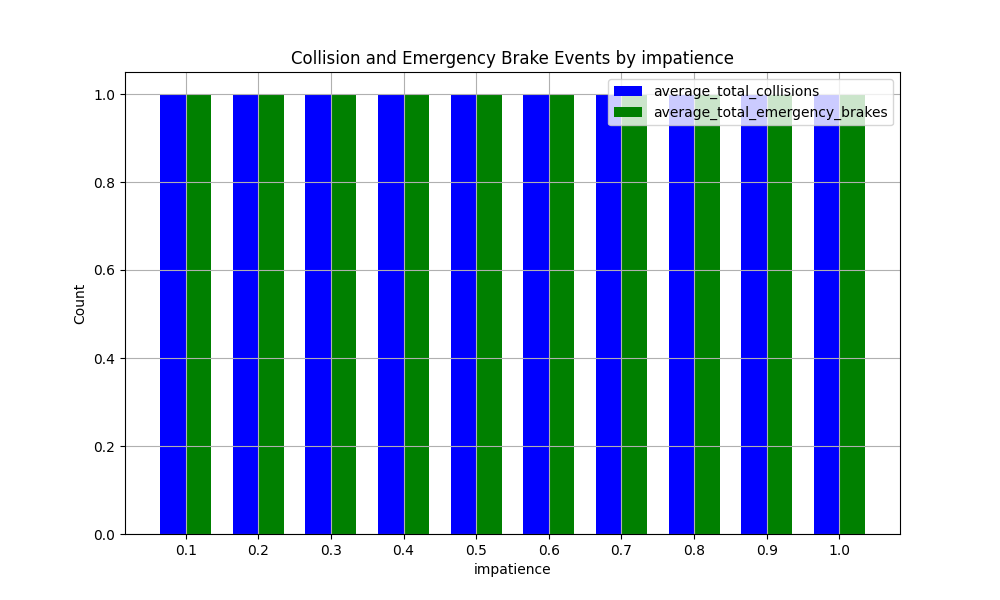 Collision and Emergency Brake Events by impatience
average_total_collisions
average_total_emergency_brakes
1.0
0.8
0.6
0.4
0.2
0.0
Count
0.1 0.2 0.3 0.4 0.5 0.6 0.7 0.8 0.9 1.0
impatience